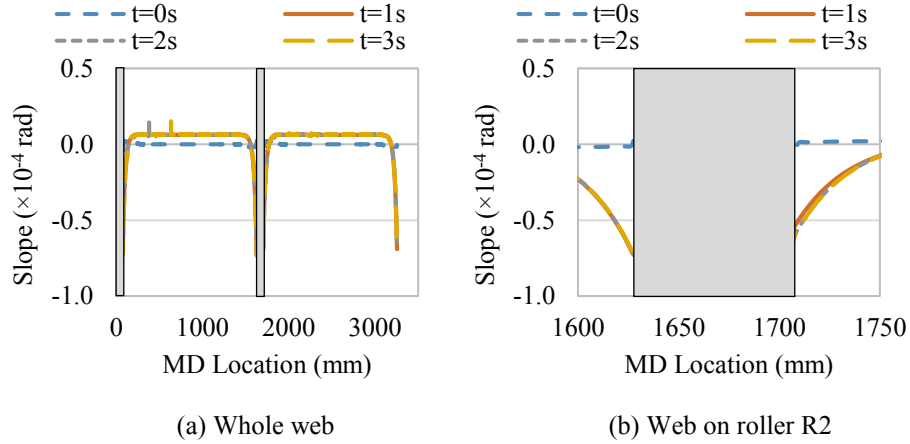 t=0s t=1s
t=2s t=3s
0.5
0.0
-0.5
-1.0
Slope (×10-4 rad)
0 1000 2000 3000
MD Location (mm)
(a) Whole web
t=0s t=1s
t=2s t=3s
0.5
0.0
-0.5
-1.0
Slope (×10-4 rad)
1600 1650 1700 1750
MD Location (mm)
(b) Web on roller R2